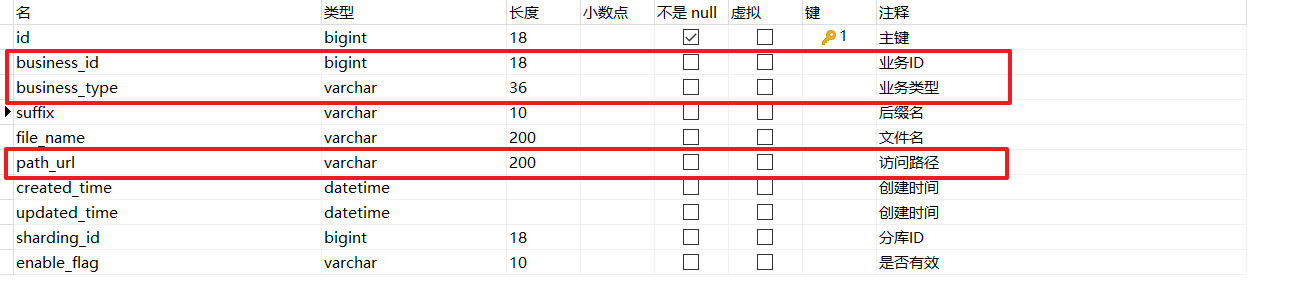 名 类型 长度 小数点 不是 null 虚拟 键 注释
id bigint 18 1 主键
business_id bigint 18 业务ID
business_type varchar 36 业务类型
suffix varchar 10 后缀名
file_name varchar 200 文件名
path_url varchar 200 访问路径
created_time datetime 创建时间
updated_time datetime 创建时间
sharding_id bigint 18 分库ID
enable_flag varchar 10 是否有效